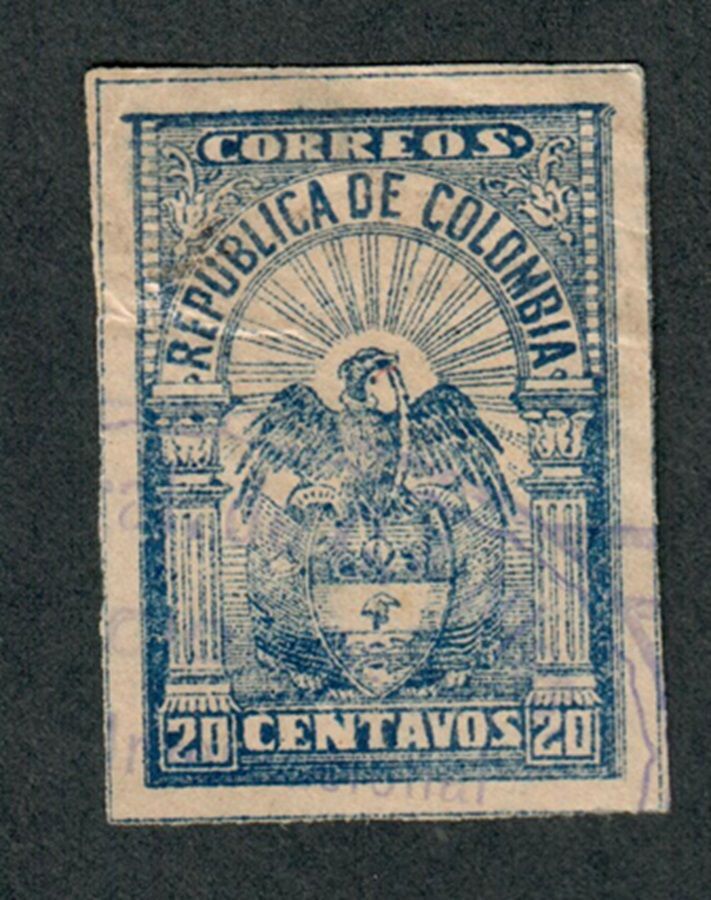 CORREOS
REPUBLICA DE COLOMBIA
20 CENTAVOS 20